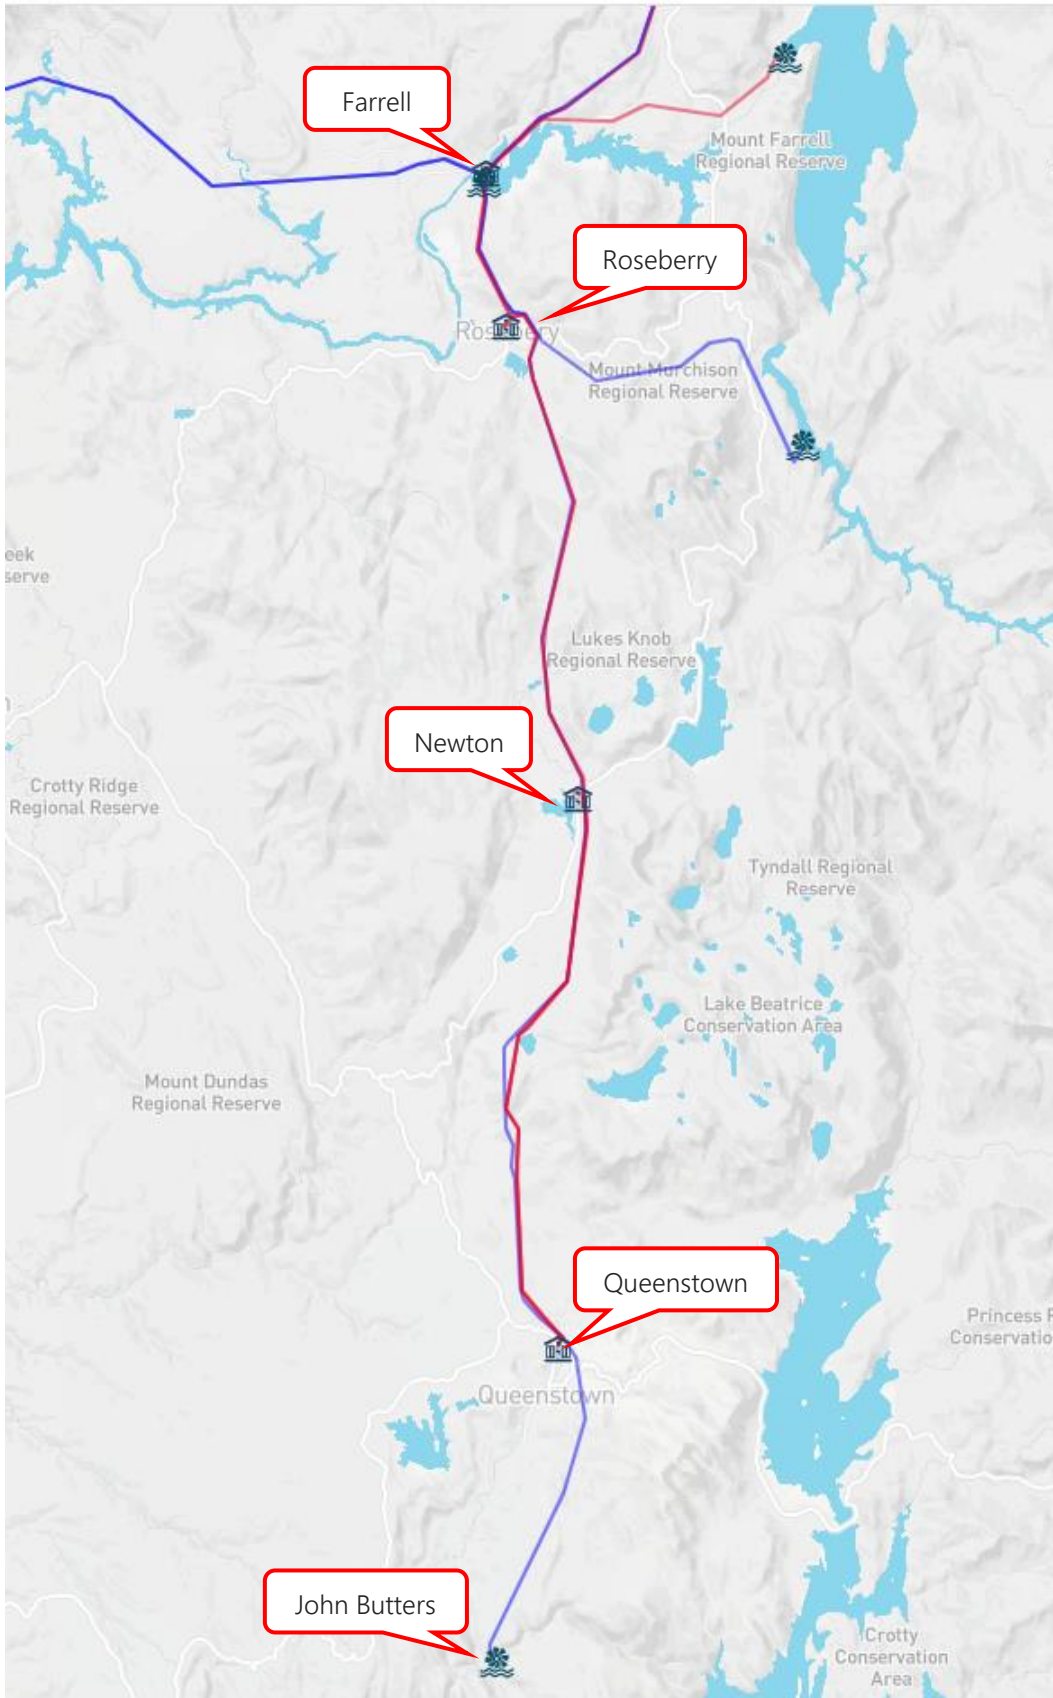 Farrell
Mount Farrell
Regional Reserve
Roseberry
Rosebery
Mount Murchison
Regional Reserve
eek
serve
Lukes Knob
Regional Reserve
Newton
Crotty Ridge
Regional Reserve
Tyndall Regional
Reserve
Lake Beatrice
Conservation Area
Mount Dundas
Regional Reserve
Queenstown
Princess R
Conservatio
Queenstown
John Butters
Crotty
Conservation
Area